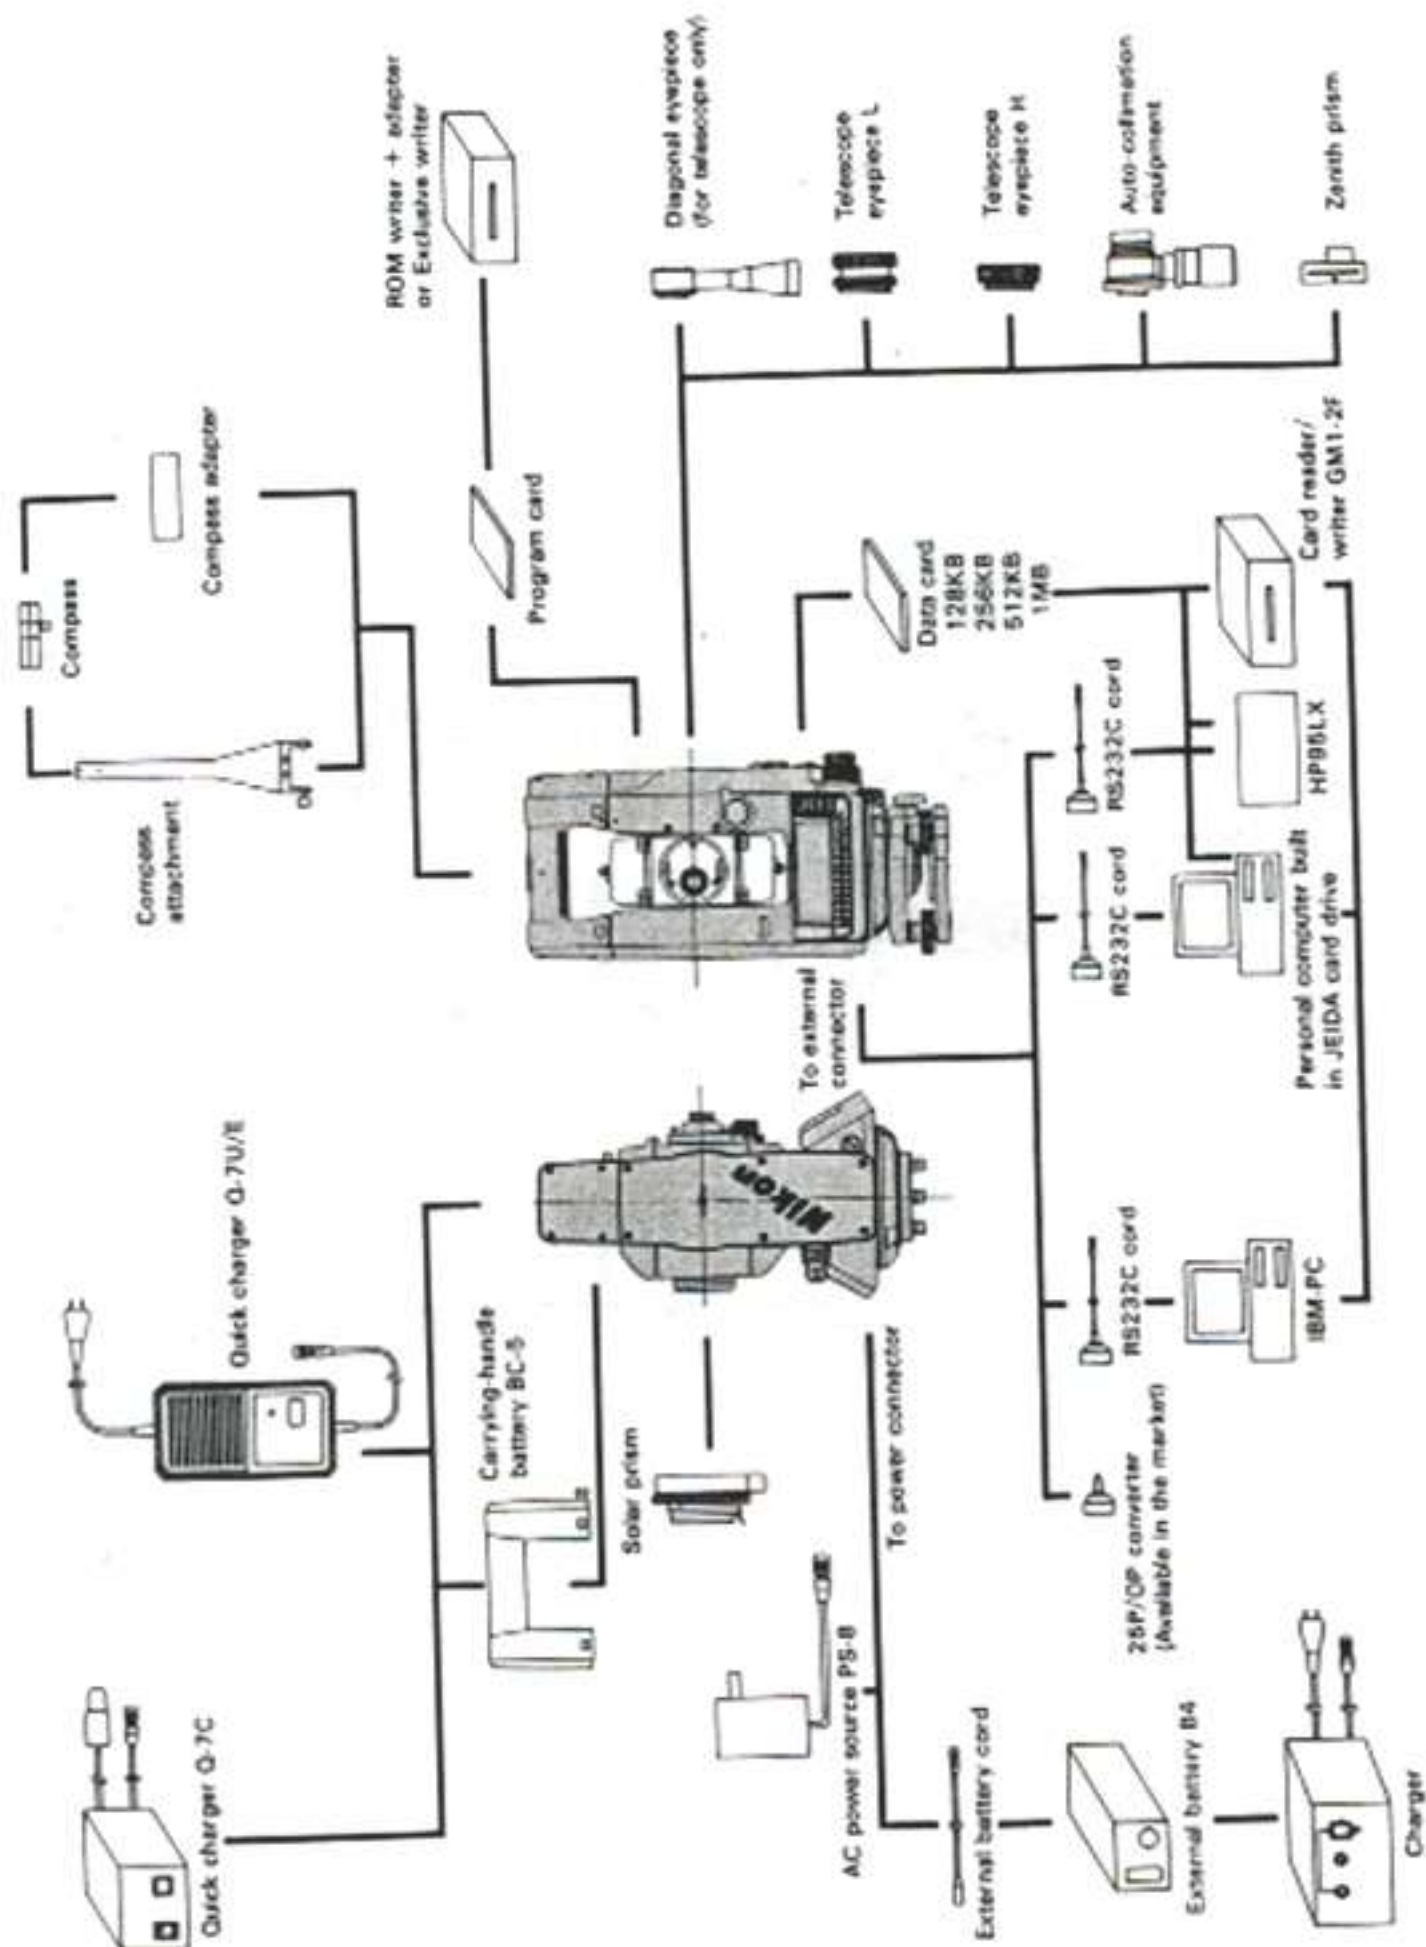 Quick charger Q-7C
Quick charger Q-7U/E
Compass
attachment
Compass
Compass adapter
ROM writer + adapter
or Exclusive writer
Program card
Carrying-handle
battery BC-5
Solar prism
Nikon
Diagonal eyepiece
(for telescope only)
Telescope
eyepiece L
Telescope
eyepiece H
Auto-collimation
equipment
Zenith prism
AC power source PS-8
To power connector
To external
connector
Data card
128KB
256KB
512KB
1MB
External battery cord
25P/DP converter
(Available in the market)
RS232C cord
RS232C cord
RS232C cord
External battery B4
IBM-PC
Personal computer built
in JEIDA card drive
HP95LX
Card reader/
writer GM1-2F
Charger